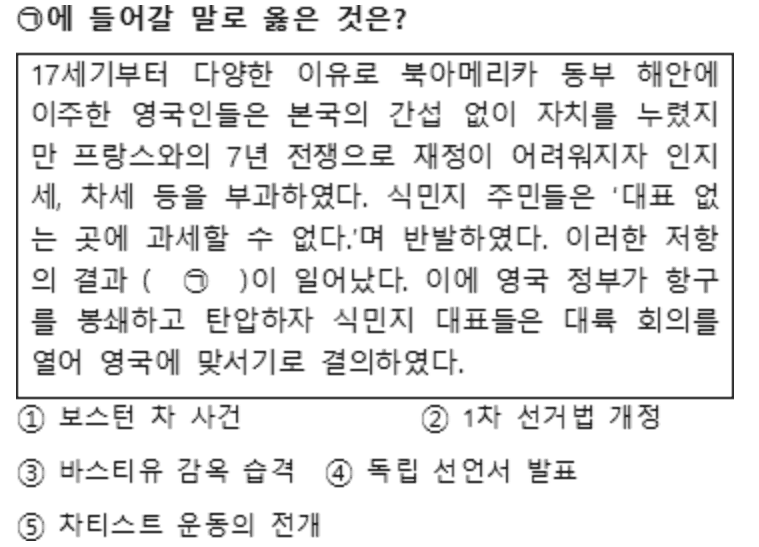 ㉠에 들어갈 말로 옳은 것은?
17세기부터 다양한 이유로 북아메리카 동부 해안에
이주한 영국인들은 본국의 간섭 없이 자치를 누렸지
만 프랑스와의 7년 전쟁으로 재정이 어려워지자 인지
세, 차세 등을 부과하였다. 식민지 주민들은 '대표 없
는 곳에 과세할 수 없다.'며 반발하였다. 이러한 저항
의 결과 ( ㉠ )이 일어났다. 이에 영국 정부가 항구
를 봉쇄하고 탄압하자 식민지 대표들은 대륙 회의를
열어 영국에 맞서기로 결의하였다.
① 보스턴 차 사건 ② 1차 선거법 개정
③ 바스티유 감옥 습격 ④ 독립 선언서 발표
⑤ 차티스트 운동의 전개